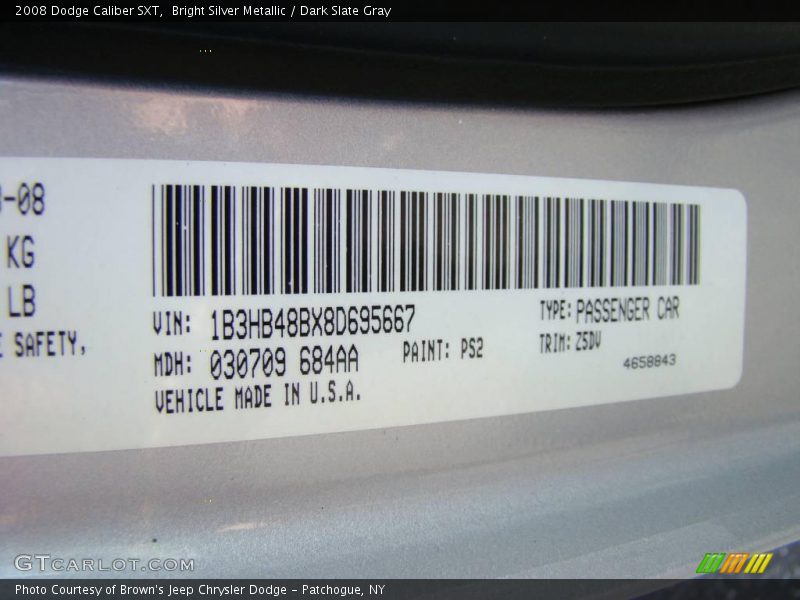 2008 Dodge Caliber SXT,  Bright Silver Metallic / Dark Slate Gray
-08
KG
LB
SAFETY,
VIN: 1B3HB48BX8D695667
TYPE: PASSENGER CAR
MDH: 030709 684AA
PAINT: PS2
TRIM: Z5DV
VEHICLE MADE IN U.S.A.
4658843
GTCARLOT.COM
Photo Courtesy of Brown's Jeep Chrysler Dodge - Patchogue, NY